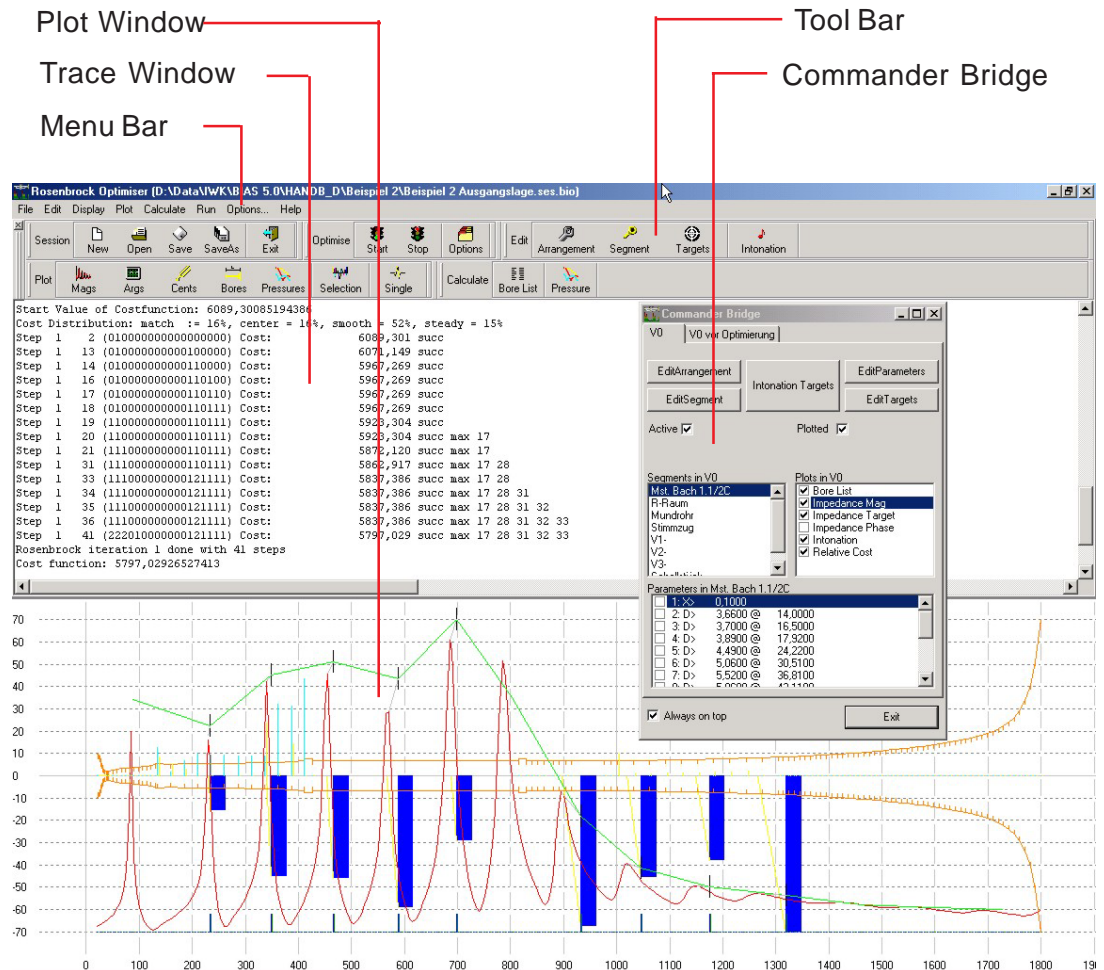 Plot Window
Tool Bar
Trace Window
Commander Bridge
Menu Bar
Rosenbrock Optimiser (D:\Data\IWK\BIAS 5.0\HANDB_D\Beispiel 2\Beispiel 2 Ausgangslage.ses.bio)
File Edit Display Plot Calculate Run Options... Help
Session New Open Save SaveAs Exit Optimise Start Stop Options Edit Arrangement Segment Targets Intonation
Plot Mags Args Cents Bores Pressures Selection Single Calculate Bore List Pressure
Start Value of Costfunction: 6089,30085194386
Cost Distribution: match := 16%, center = 16%, smooth = 52%, steady = 15%
Step 1 2 (010000000000000000) Cost: 6089,301 succ
Step 1 13 (010000000000100000) Cost: 6071,149 succ
Step 1 14 (010000000000110000) Cost: 5967,269 succ
Step 1 16 (010000000000110100) Cost: 5967,269 succ
Step 1 17 (010000000000110110) Cost: 5967,269 succ
Step 1 18 (010000000000110111) Cost: 5967,269 succ
Step 1 19 (110000000000110111) Cost: 5923,304 succ
Step 1 20 (110000000000110111) Cost: 5923,304 succ max 17
Step 1 21 (111000000000110111) Cost: 5872,120 succ max 17
Step 1 31 (111000000000110111) Cost: 5862,917 succ max 17 28
Step 1 33 (111000000000121111) Cost: 5837,386 succ max 17 28
Step 1 34 (111000000000121111) Cost: 5837,386 succ max 17 28 31
Step 1 35 (111000000000121111) Cost: 5837,386 succ max 17 28 31 32
Step 1 36 (111000000000121111) Cost: 5837,386 succ max 17 28 31 32 33
Step 1 41 (222010000000121111) Cost: 5797,029 succ max 17 28 31 32 33
Rosenbrock iteration 1 done with 41 steps
Cost function: 5797,02926527413
Commander Bridge
V0 V0 vor Optimierung
EditArrangement Intonation Targets EditParameters
EditSegment EditTargets
Active Plotted
Segments in V0 Plots in V0
Mst. Bach 1.1/2C Bore List
R-Raum Impedance Mag
Mundrohr Impedance Target
Stimmzug Impedance Phase
V1- Intonation
V2- Relative Cost
V3-
Parameters in Mst. Bach 1.1/2C
1: X> 0,1000
2: D> 3,6600 @ 14,0000
3: D> 3,7000 @ 16,5000
4: D> 3,8900 @ 17,9200
5: D> 4,4900 @ 24,2200
6: D> 5,0600 @ 30,5100
7: D> 5,5200 @ 36,8100
Always on top Exit
70
60
50
40
30
20
10
0
-10
-20
-30
-40
-50
-60
-70
0 100 200 300 400 500 600 700 800 900 1000 1100 1200 1300 1400 1500 1600 1700 1800